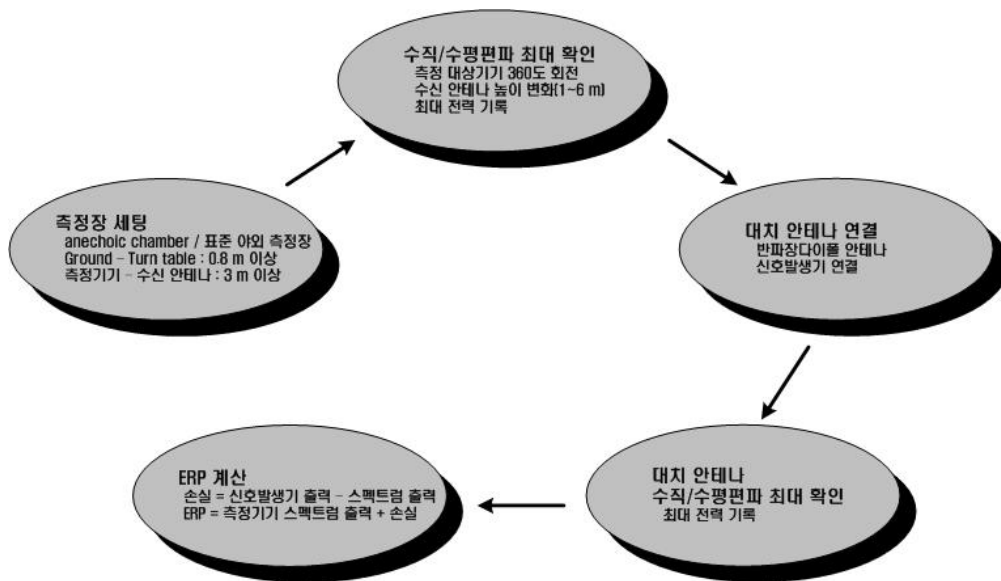 측정장 세팅
anechoic chamber / 표준 야외 측정장
Ground - Turn table : 0.8 m 이상
측정기기 - 수신 안테나 : 3 m 이상
수직/수평편파 최대 확인
측정 대상기기 360도 회전
수신 안테나 높이 변화(1~6 m)
최대 전력 기록
대치 안테나 연결
반파장다이폴 안테나
신호발생기 연결
대치 안테나
수직/수평편파 최대 확인
최대 전력 기록
ERP 계산
손실 = 신호발생기 출력 - 스펙트럼 출력
ERP = 측정기기 스펙트럼 출력 + 손실